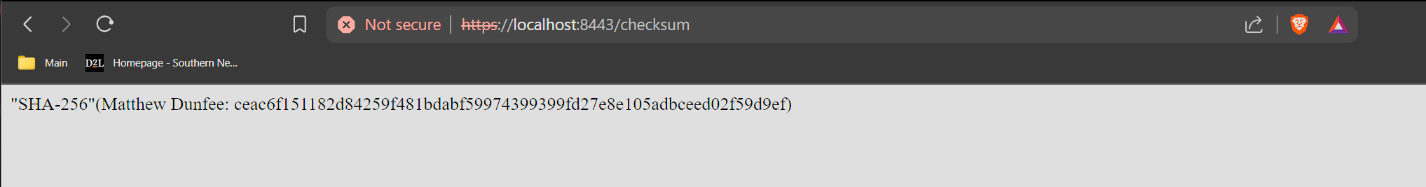 Not secure https://localhost:8443/checksum
Main D2L Homepage - Southern Ne...
"SHA-256"(Matthew Dunfee: ceac6f151182d84259f481bdabf59974399399fd27e8e105adbceed02f59d9ef)